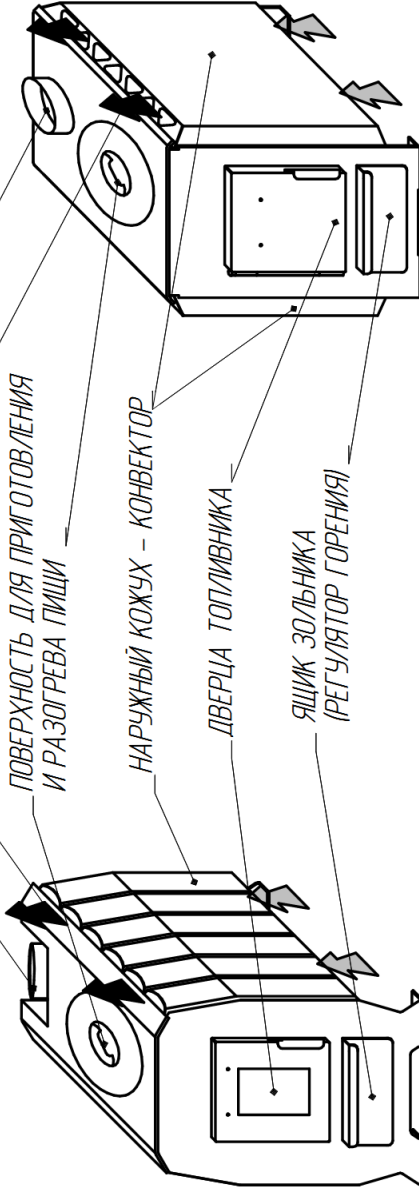 ПОВЕРХНОСТЬ ДЛЯ ПРИГОТОВЛЕНИЯ
И РАЗОГРЕВА ПИЩИ
НАРУЖНЫЙ КОЖУХ - КОНВЕКТОР
ДВЕРЦА ТОПЛИВНИКА
ЯЩИК ЗОЛЬНИКА
(РЕГУЛЯТОР ГОРЕНИЯ)